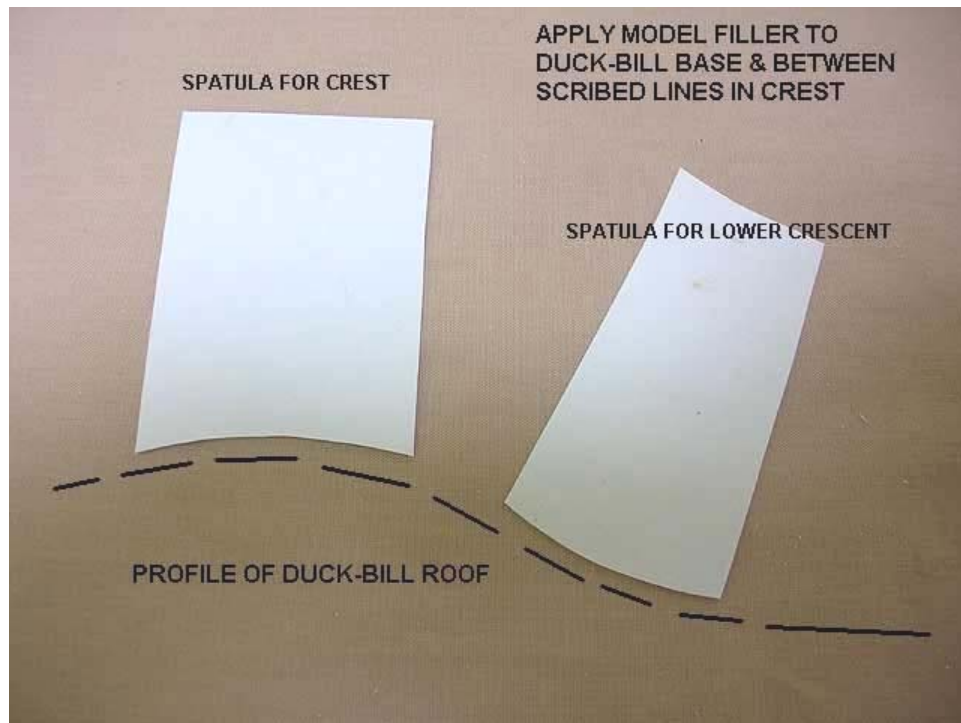 APPLY MODEL FILLER TO
DUCK-BILL BASE & BETWEEN
SCRIBED LINES IN CREST
SPATULA FOR CREST
SPATULA FOR LOWER CRESCENT
PROFILE OF DUCK-BILL ROOF